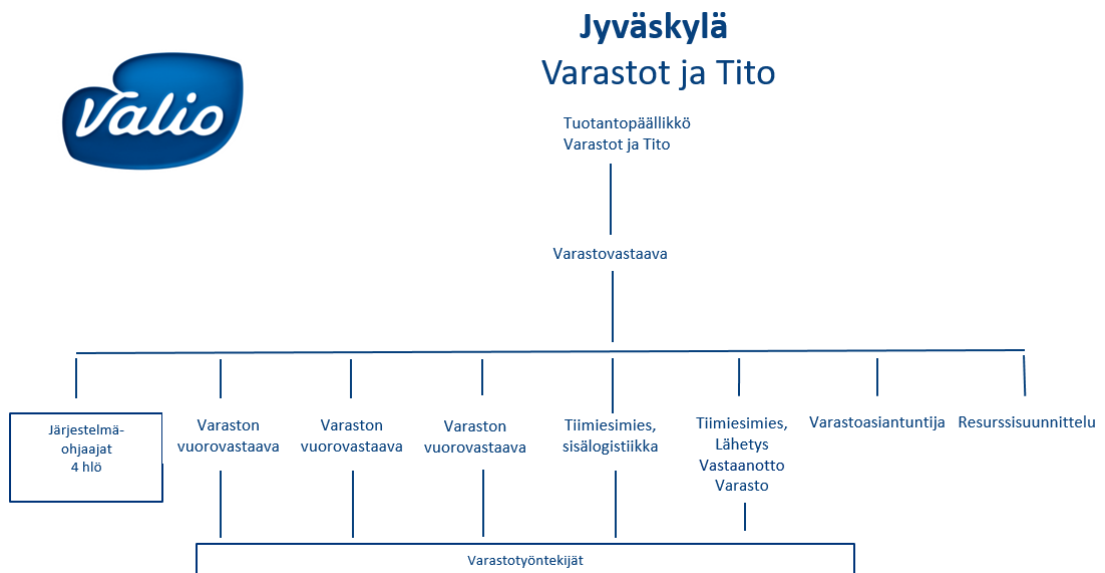 Jyväskylä
Varastot ja Tito
Valio
Tuotantopäällikkö
Varastot ja Tito
Varastovastaava
Järjestelmä-
ohjaajat
4 hlö
Varaston
vuorovastaava
Varaston
vuorovastaava
Varaston
vuorovastaava
Tiimiesimies,
sisälogistiikka
Tiimiesimies,
Lähetys
Vastaanotto
Varasto
Varastoasiantuntija
Resurssisuunnittelu
Varastotyöntekijät